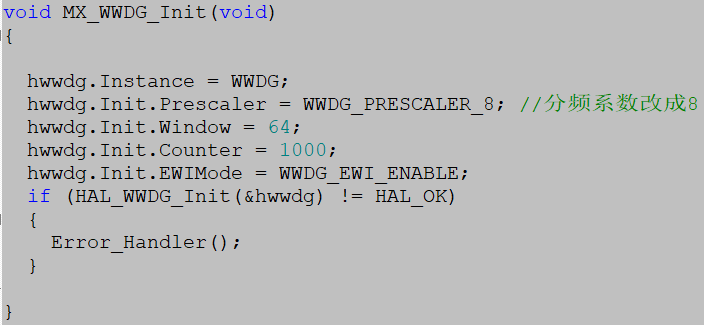 void MX_WWDG_Init(void)
{
hwwdg.Instance = WWDG;
hwwdg.Init.Prescaler = WWDG_PRESCALER_8; //分频系数改成8
hwwdg.Init.Window = 64;
hwwdg.Init.Counter = 1000;
hwwdg.Init.EWIMode = WWDG_EWI_ENABLE;
if (HAL_WWDG_Init(&hwwdg) != HAL_OK)
{
Error_Handler();
}
}